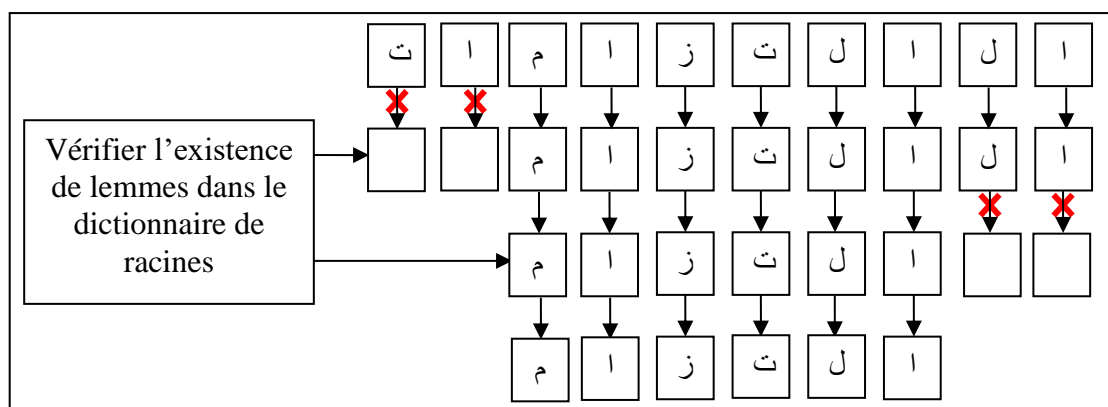 ا ل ا ل ت ز ا م ا ت
Vérifier l’existence
de lemmes dans le
dictionnaire de
racines
ا ل ا ل ت ز ا م
ا ل ت ز ا م
ا ل ت ز ا م